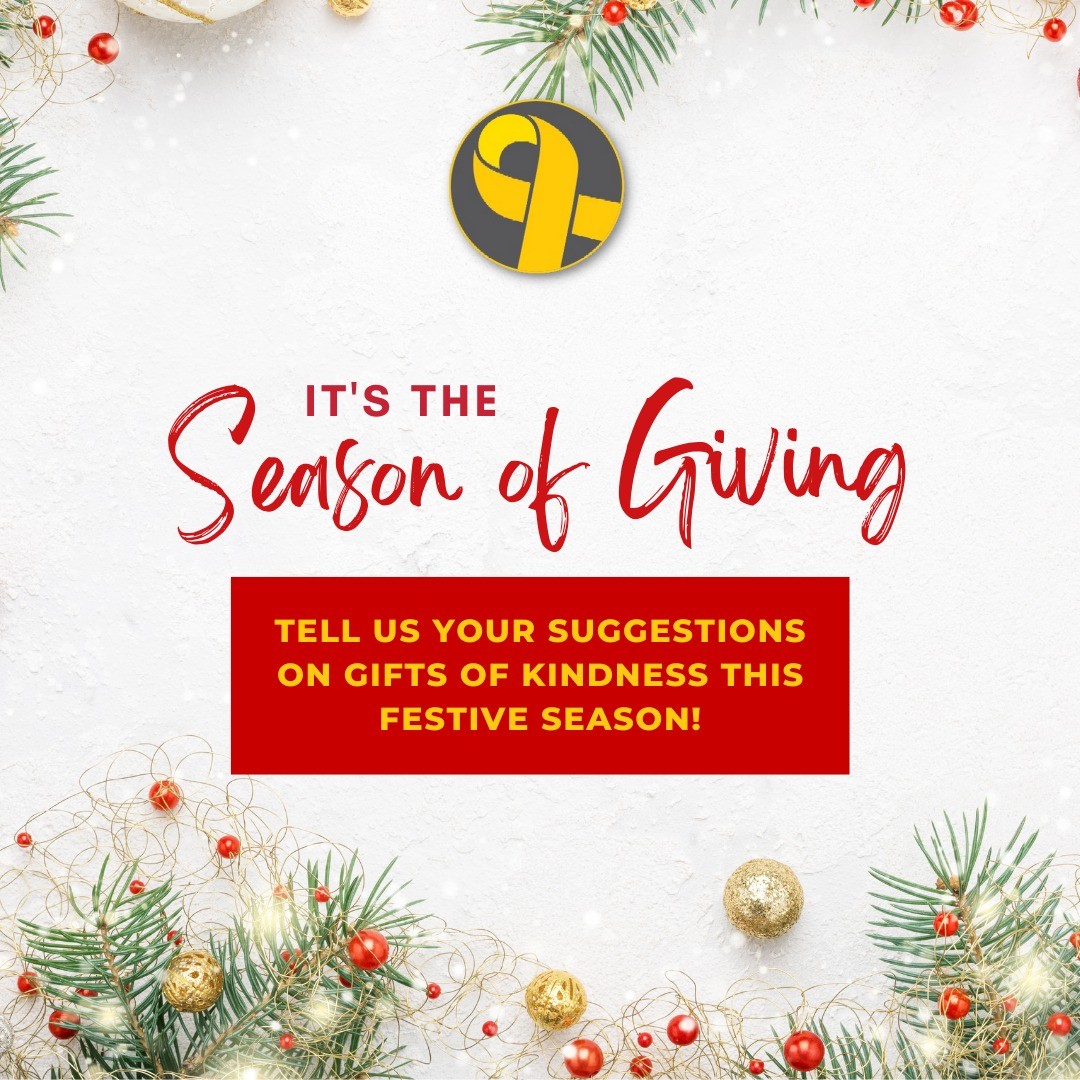 IT'S THE
Season of Giving
TELL US YOUR SUGGESTIONS
ON GIFTS OF KINDNESS THIS
FESTIVE SEASON!